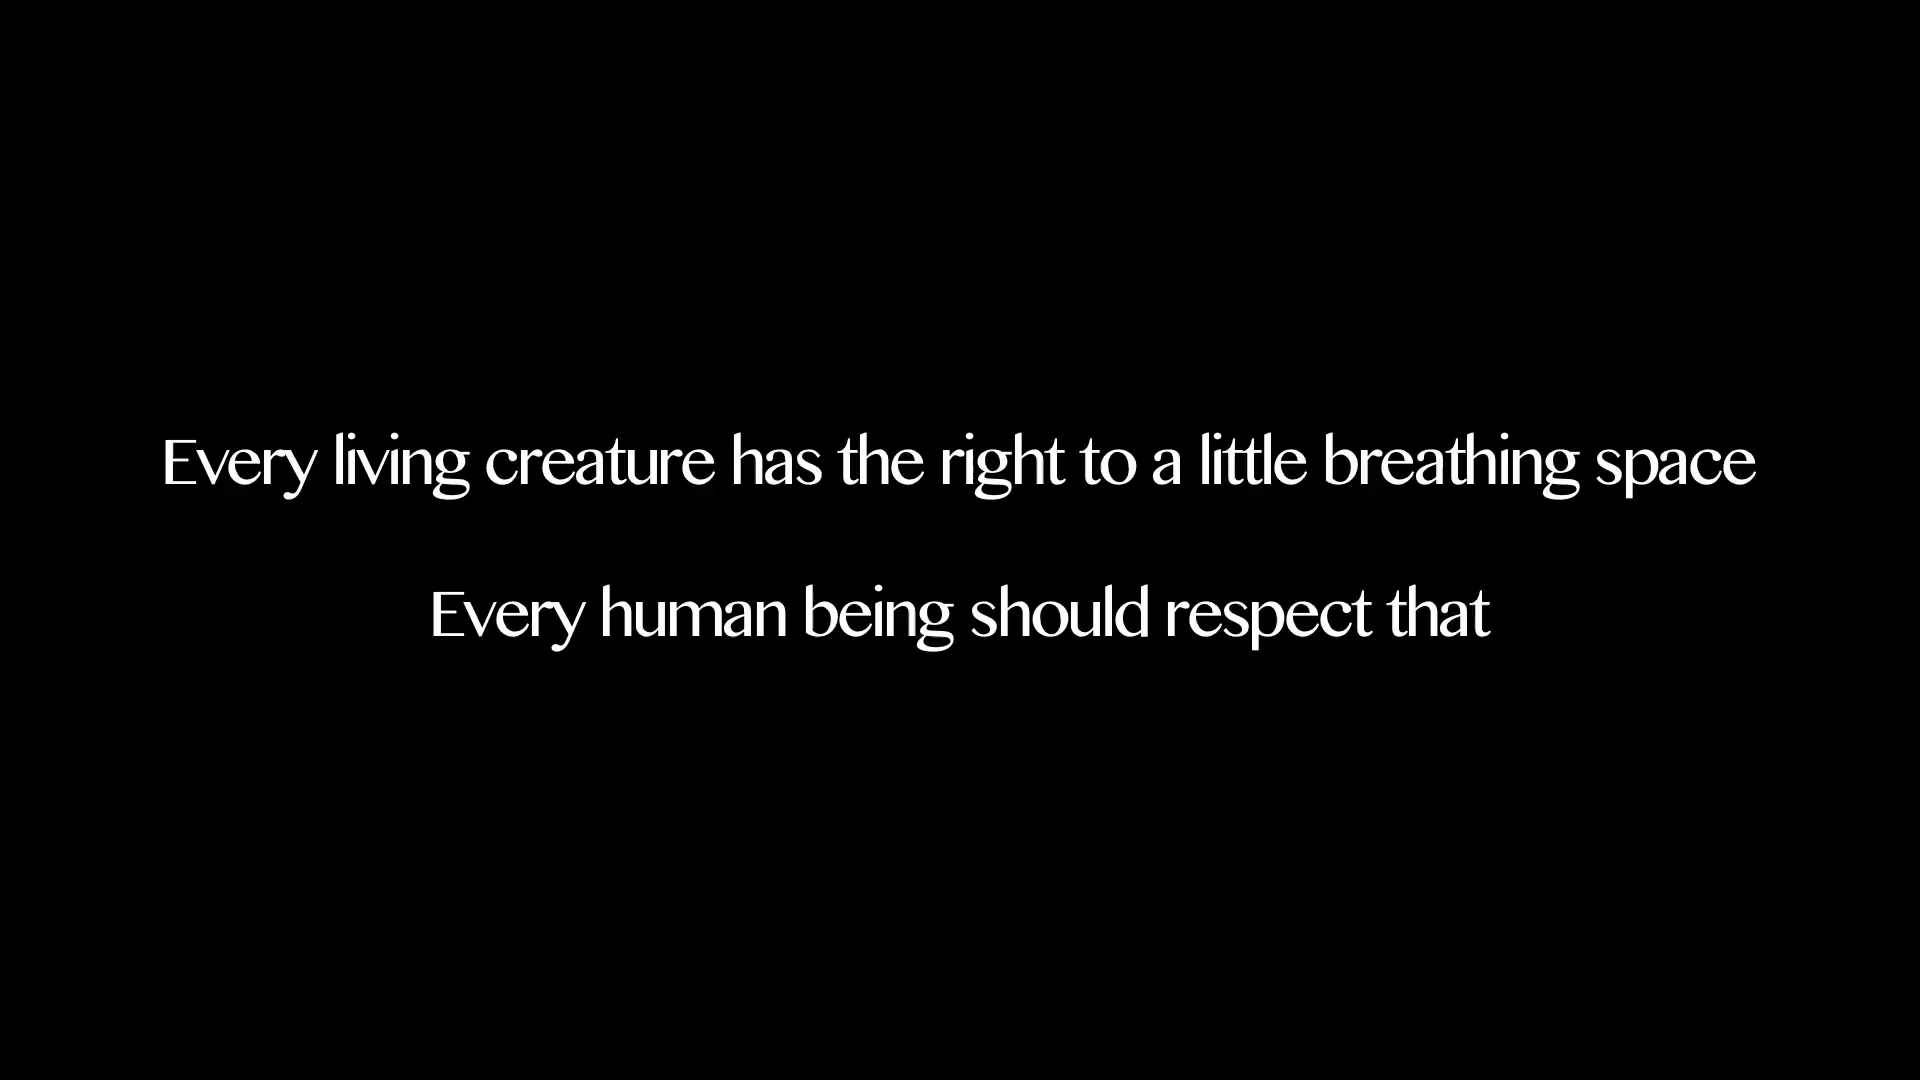 Every living creature has the right to a little breathing space
Every human being should respect that